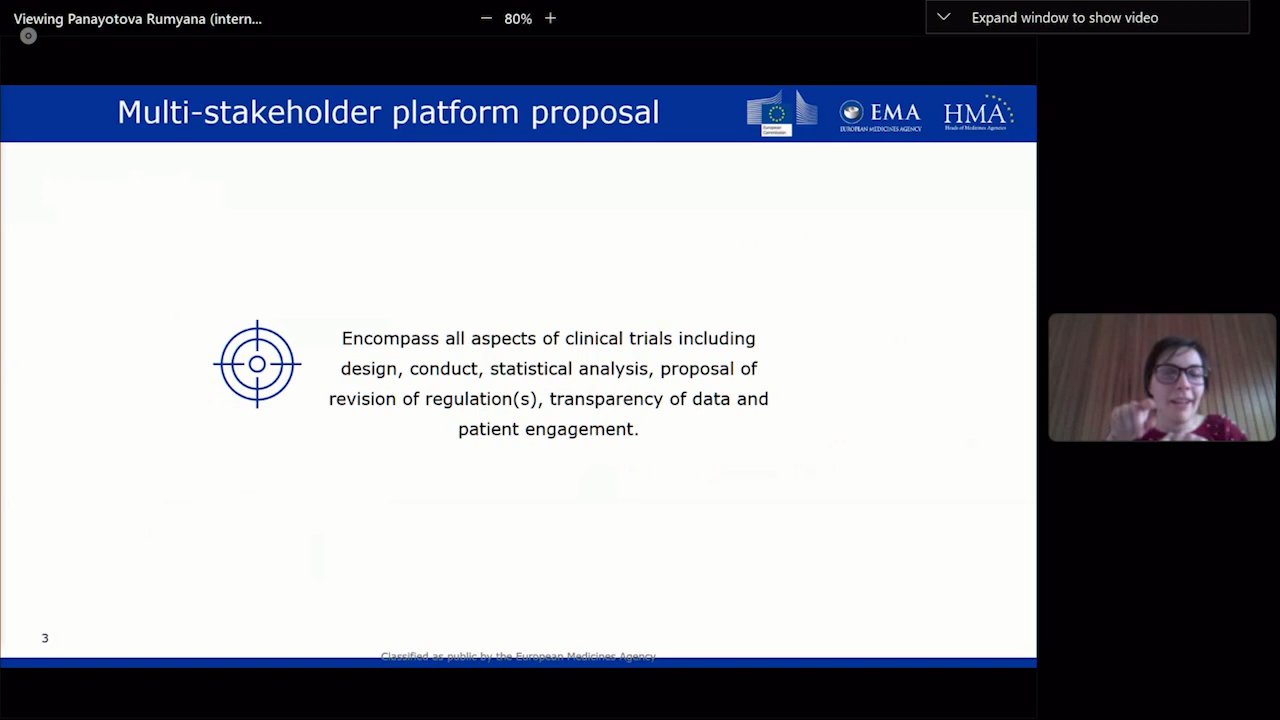 Viewing Panayotova Rumyana (intern...
80%
Expand window to show video
Multi-stakeholder platform proposal
European
Commission
EMA
EUROPEAN MEDICINES AGENCY
HMA
Heads of Medicines Agencies
Encompass all aspects of clinical trials including
design, conduct, statistical analysis, proposal of
revision of regulation(s), transparency of data and
patient engagement.
3
Classified as public by the European Medicines Agency